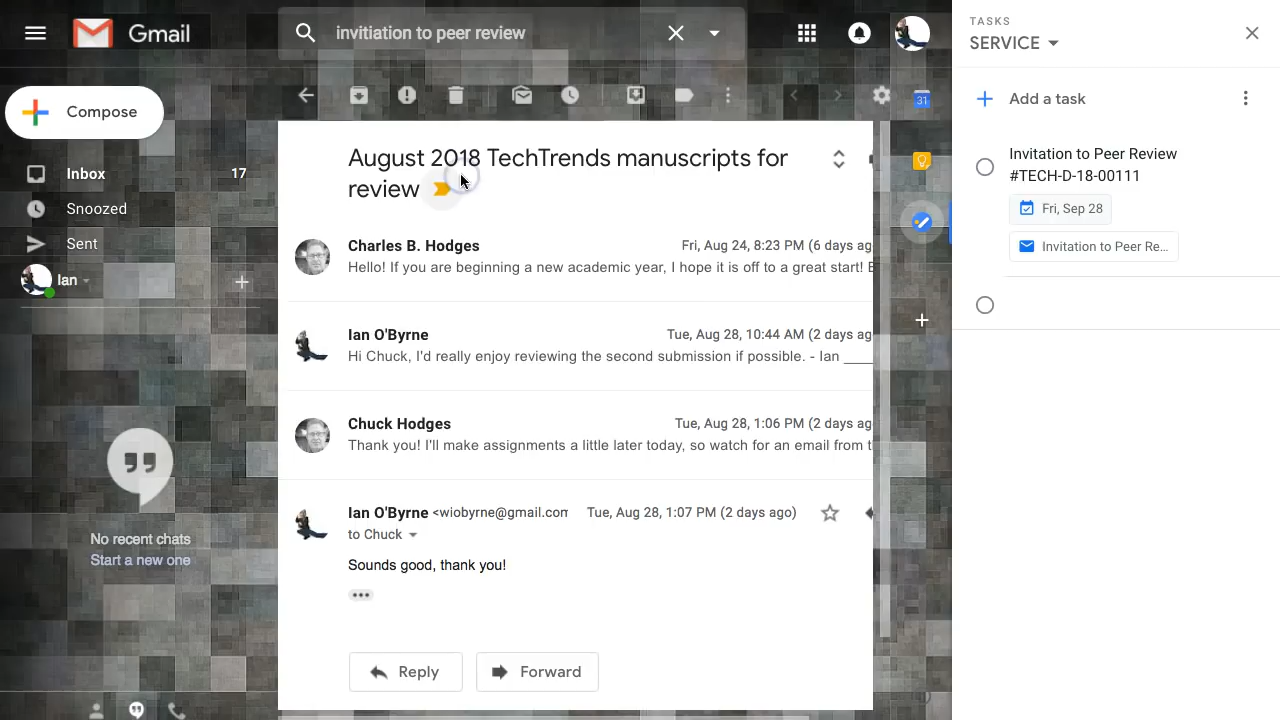 Gmail
invitiation to peer review
TASKS
SERVICE
Compose
Add a task
31
Inbox 17
Snoozed
Sent
Ian
August 2018 TechTrends manuscripts for
review
Charles B. Hodges Fri, Aug 24, 8:23 PM (6 days ag
Hello! If you are beginning a new academic year, I hope it is off to a great start!
Ian O'Byrne Tue, Aug 28, 10:44 AM (2 days ag
Hi Chuck, I'd really enjoy reviewing the second submission if possible. - Ian ____
Chuck Hodges Tue, Aug 28, 1:06 PM (2 days ag
Thank you! I'll make assignments a little later today, so watch for an email from t
Ian O'Byrne <wiobyrne@gmail.com Tue, Aug 28, 1:07 PM (2 days ago)
to Chuck
Sounds good, thank you!
Reply Forward
No recent chats
Start a new one
Invitation to Peer Review
#TECH-D-18-00111
Fri, Sep 28
Invitation to Peer Re...